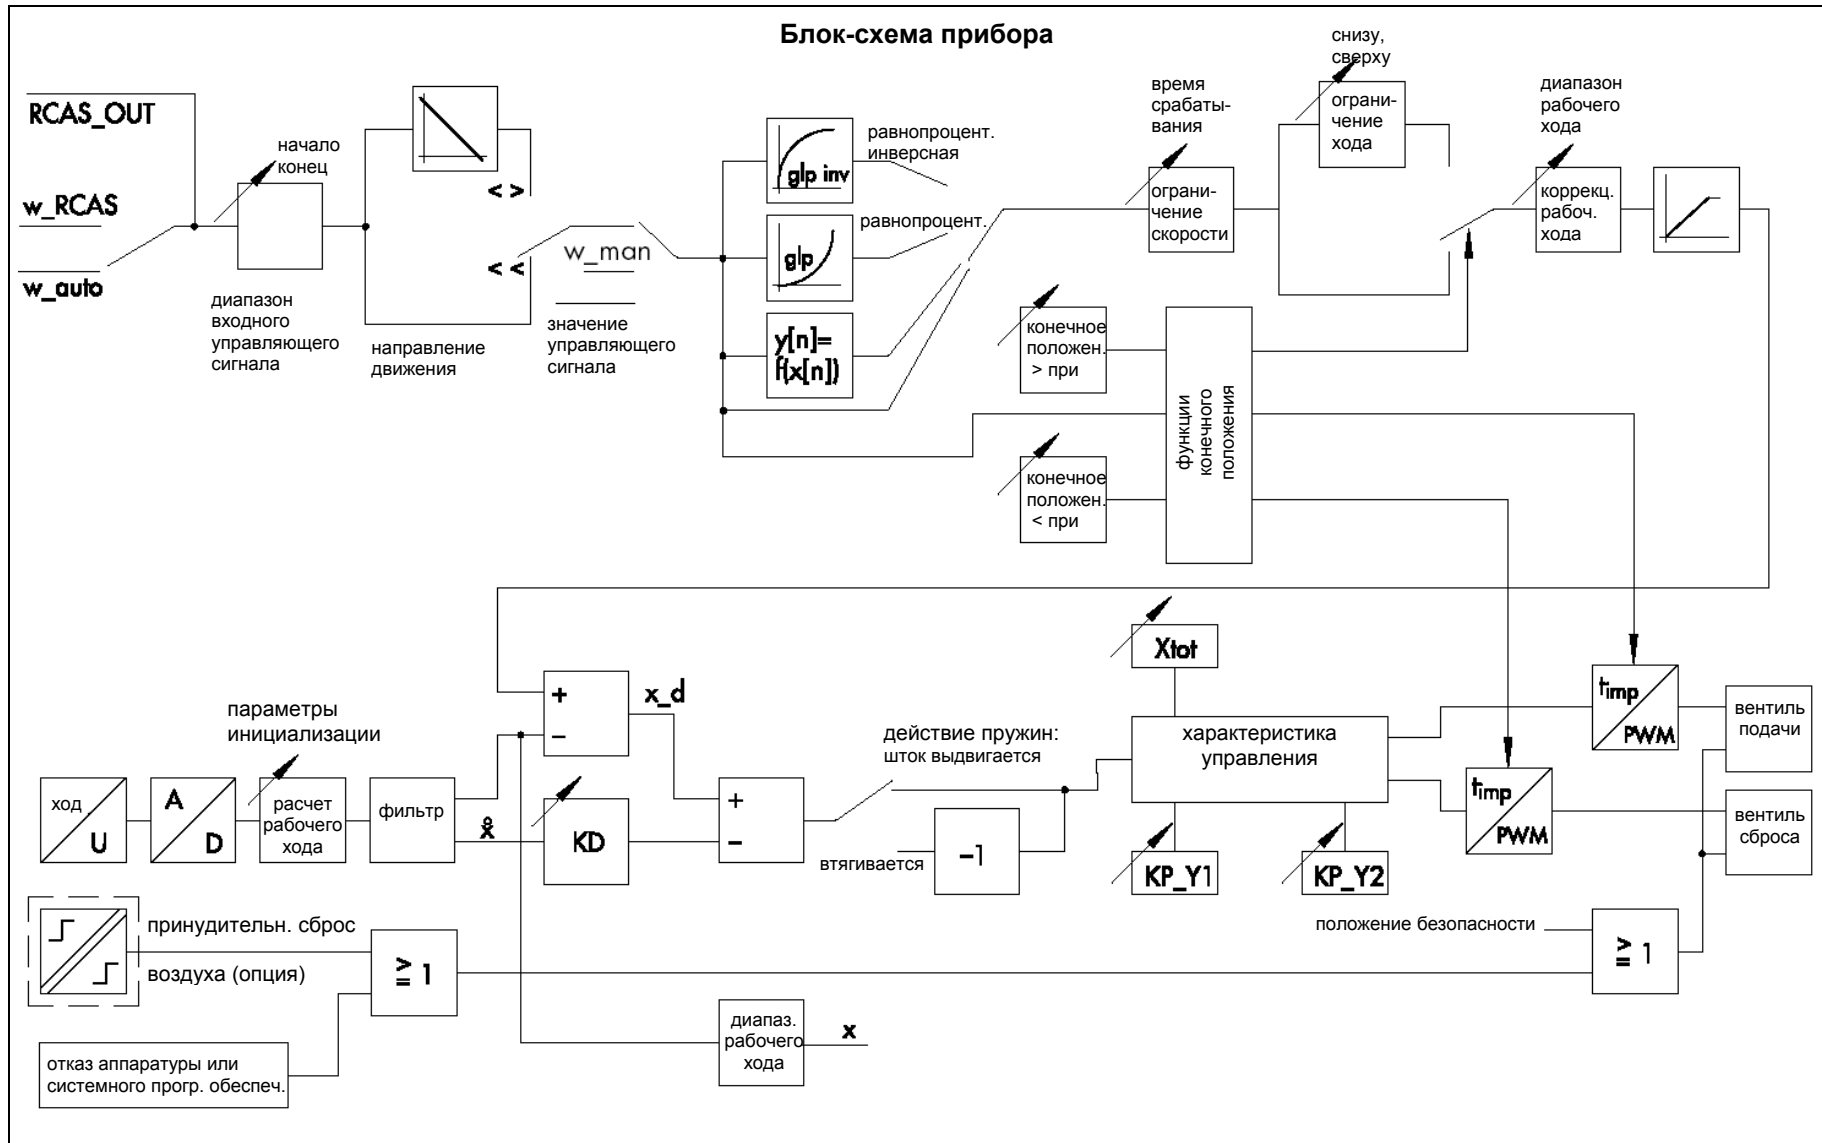 Блок-схема прибора
RCAS_OUT
w_RCAS
w_auto
начало
конец
диапазон
входного
управляющего
сигнала
< >
< <
направление
движения
w_man
значение
управляющего
сигнала
glp inv
равнопроцент.
инверсная
glp
равнопроцент.
y[n]=
f(x[n])
время
срабаты-
вания
ограни-
чение
скорости
снизу,
сверху
ограни-
чение
хода
диапазон
рабочего
хода
коррекц.
рабоч.
хода
конечное
положен.
> при
конечное
положен.
< при
функции
конечного
положения
параметры
инициализации
ход
U
A
D
расчет
рабочего
хода
фильтр
+
–
x_d
x̊
KD
+
–
действие пружин:
шток выдвигается
втягивается
–1
Xtot
характеристика
управления
KP_Y1
KP_Y2
timp
PWM
timp
PWM
вентиль
подачи
вентиль
сброса
принудительн. сброс
воздуха (опция)
≧ 1
положение безопасности
≧ 1
отказ аппаратуры или
системного прогр. обеспеч.
диапаз.
рабочего
хода
x